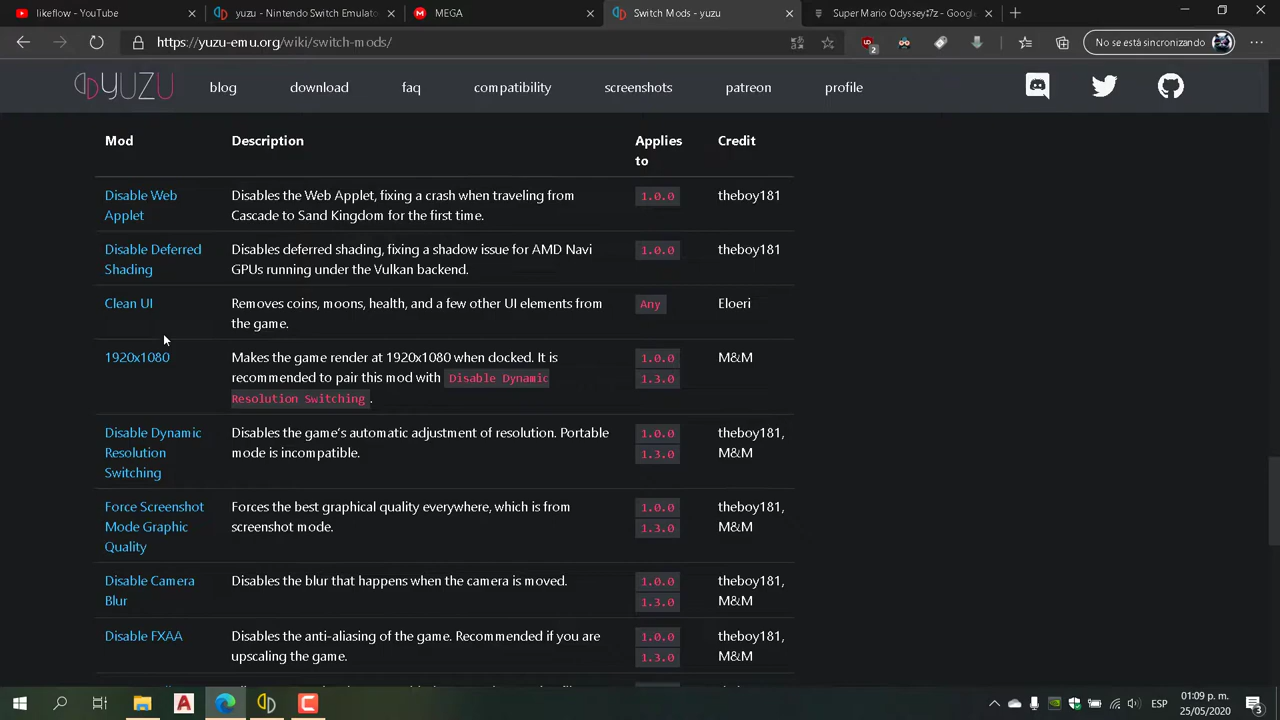 likeflow - YouTube
yuzu - Nintendo Switch Emulato
MEGA
Switch Mods - yuzu
Super Mario Odyssey‡7z - Googl
https://yuzu-emu.org/wiki/switch-mods/
2
No se está sincronizando
YUZU
blog
download
faq
compatibility
screenshots
patreon
profile
Mod
Description
Applies
to
Credit
Disable Web
Applet
Disables the Web Applet, fixing a crash when traveling from
Cascade to Sand Kingdom for the first time.
1.0.0
theboy181
Disable Deferred
Shading
Disables deferred shading, fixing a shadow issue for AMD Navi
GPUs running under the Vulkan backend.
1.0.0
theboy181
Clean UI
Removes coins, moons, health, and a few other UI elements from
the game.
Any
Eloeri
1920x1080
Makes the game render at 1920x1080 when docked. It is
recommended to pair this mod with Disable Dynamic
Resolution Switching .
1.0.0
1.3.0
M&M
Disable Dynamic
Resolution
Switching
Disables the game's automatic adjustment of resolution. Portable
mode is incompatible.
1.0.0
1.3.0
theboy181,
M&M
Force Screenshot
Mode Graphic
Quality
Forces the best graphical quality everywhere, which is from
screenshot mode.
1.0.0
1.3.0
theboy181,
M&M
Disable Camera
Blur
Disables the blur that happens when the camera is moved.
1.0.0
1.3.0
theboy181,
M&M
Disable FXAA
Disables the anti-aliasing of the game. Recommended if you are
upscaling the game.
1.0.0
1.3.0
theboy181,
M&M
ESP
01:09 p. m.
25/05/2020
3